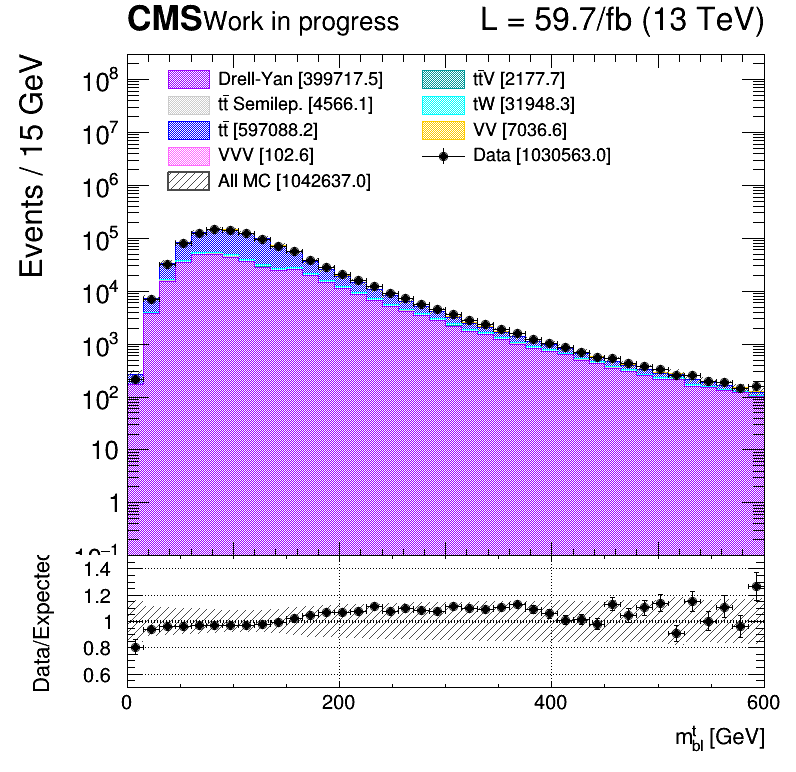 CMS Work in progress L = 59.7/fb (13 TeV)
Events / 15 GeV
Drell-Yan [399717.5] tt̄V [2177.7]
tt̄ Semilep. [4566.1] tW [31948.3]
tt̄ [597088.2] VV [7036.6]
VVV [102.6] Data [1030563.0]
All MC [1042637.0]
10⁸
10⁷
10⁶
10⁵
10⁴
10³
10²
10
1
10⁻¹
Data/Expected
1.4
1.2
1
0.8
0.6
0 200 400 600
mᵗbl [GeV]